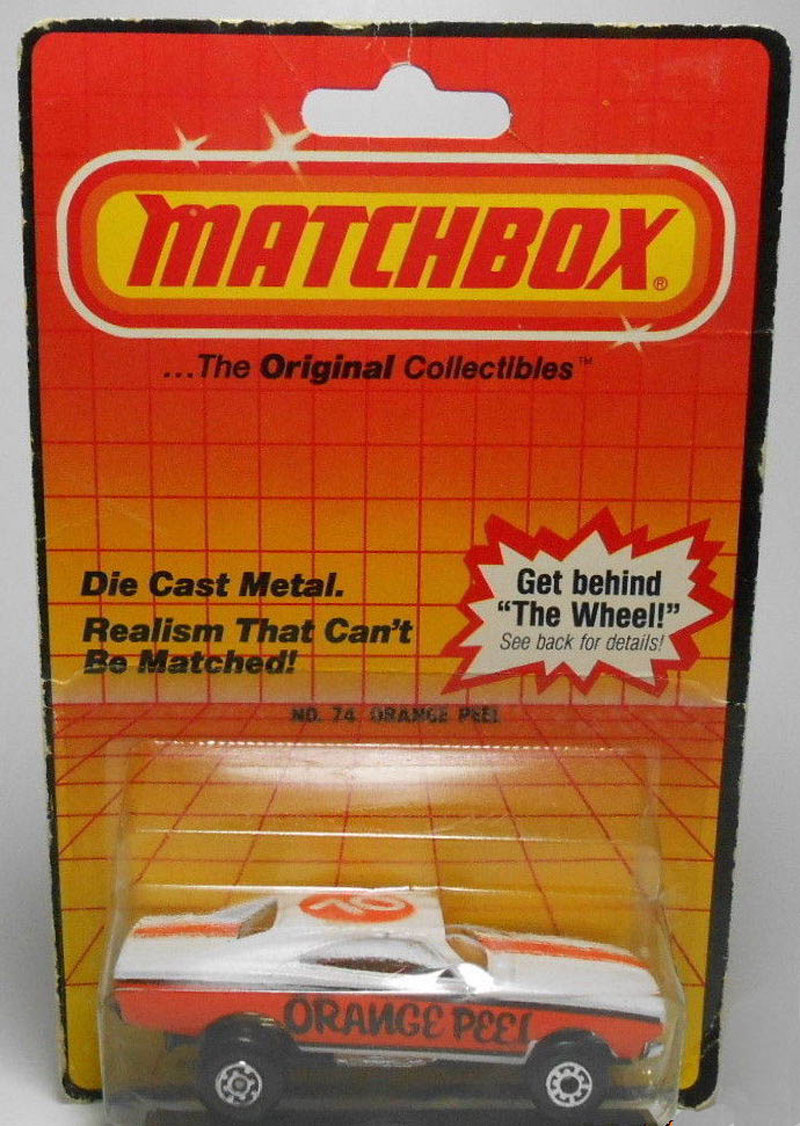 MATCHBOX®
...The Original Collectibles™
Die Cast Metal.
Realism That Can't
Be Matched!
Get behind
"The Wheel!"
See back for details!
NO. 74 ORANGE PEEL
ORANGE PEEL